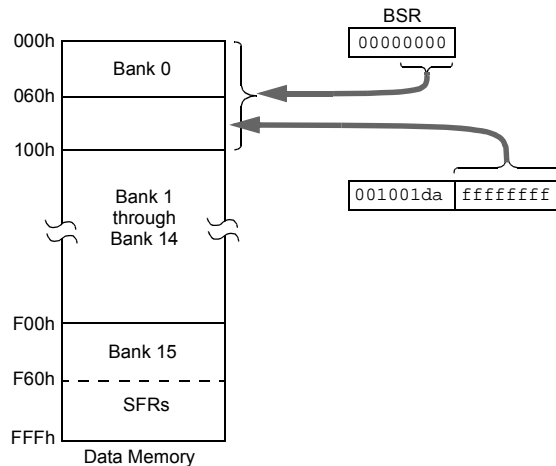 BSR
00000000
000h
Bank 0
060h
100h
001001da ffffffff
Bank 1
through
Bank 14
F00h
Bank 15
F60h
SFRs
FFFh
Data Memory